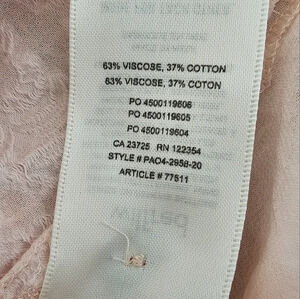 63% VISCOSE, 37% COTTON
63% VISCOSE, 37% COTON
PO 4500119606
PO 4500119605
PO 4500119604
CA 23725 RN 122354
STYLE # PAO4-2958-20
ARTICLE # 77511